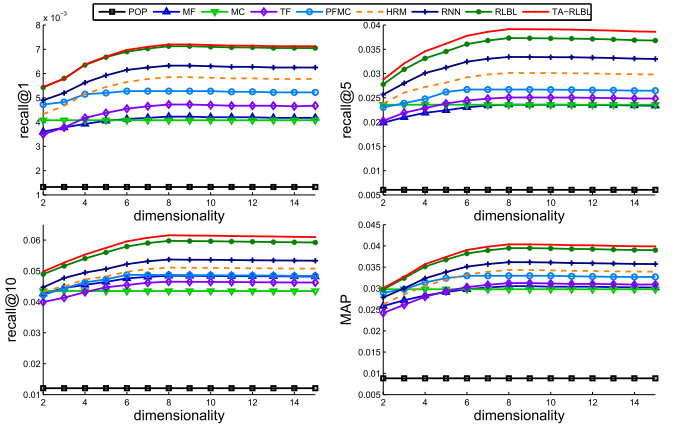 POP MF MC TF PFMC HRM RNN RLBL TA-RLBL
8 x 10⁻³
7
6
5
4
3
2
1
2 4 6 8 10 12 14
recall@1
dimensionality
0.04
0.035
0.03
0.025
0.02
0.015
0.01
0.005
2 4 6 8 10 12 14
recall@5
dimensionality
0.06
0.05
0.04
0.03
0.02
0.01
2 4 6 8 10 12 14
recall@10
dimensionality
0.045
0.04
0.035
0.03
0.025
0.02
0.015
0.01
0.005
2 4 6 8 10 12 14
MAP
dimensionality